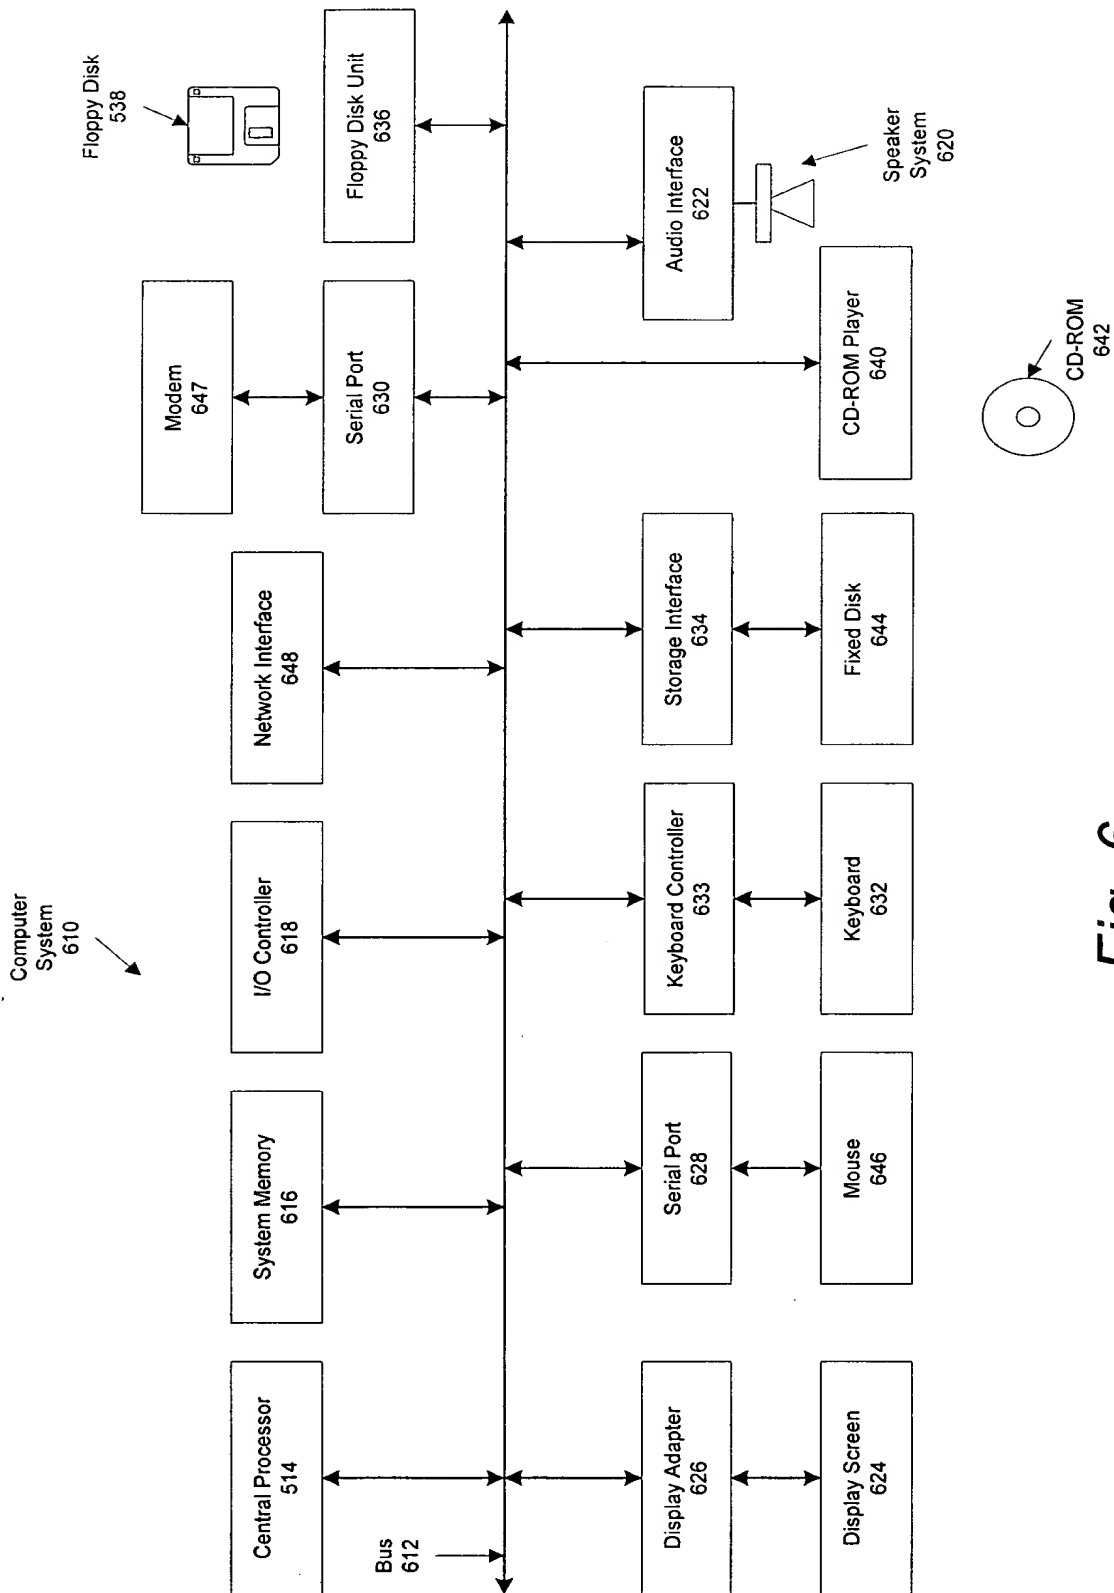 Computer
System
610
Floppy Disk
538
Modem
647
Central Processor
514
System Memory
616
I/O Controller
618
Network Interface
648
Serial Port
630
Floppy Disk Unit
636
Bus
612
Display Adapter
626
Serial Port
628
Keyboard Controller
633
Storage Interface
634
Audio Interface
622
Display Screen
624
Mouse
646
Keyboard
632
Fixed Disk
644
CD-ROM Player
640
Speaker
System
620
CD-ROM
642
Fig. 6